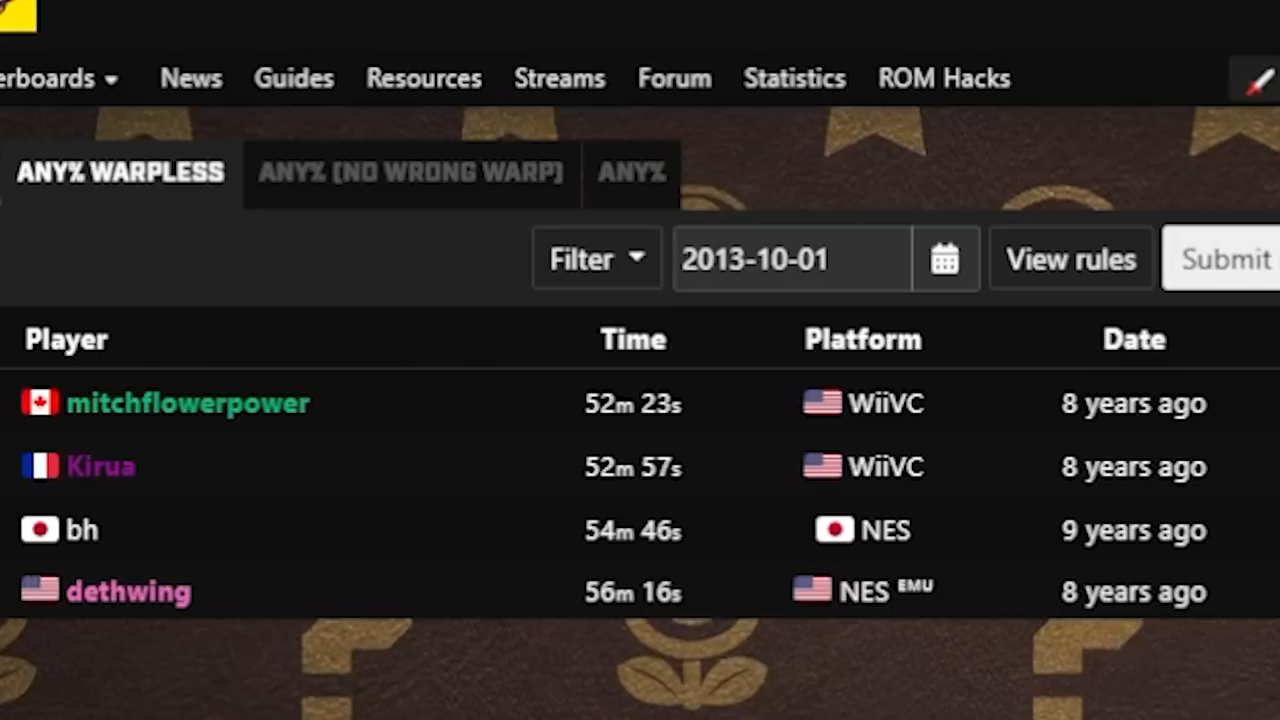 erboards News Guides Resources Streams Forum Statistics ROM Hacks
ANY% WARPLESS ANY% (NO WRONG WARP) ANY%
Filter 2013-10-01 View rules Submit
Player Time Platform Date
mitchflowerpower 52m 23s WiiVC 8 years ago
Kirua 52m 57s WiiVC 8 years ago
bh 54m 46s NES 9 years ago
dethwing 56m 16s NES EMU 8 years ago